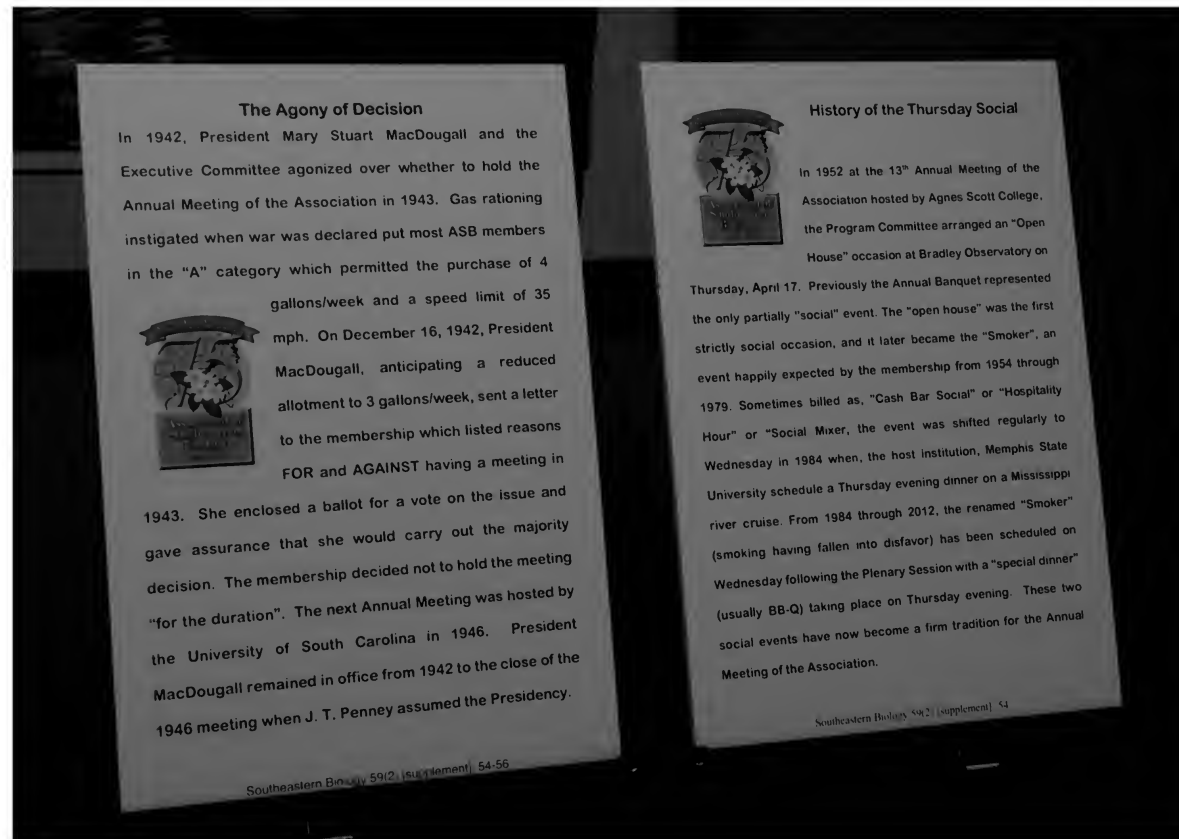 The Agony of Decision
In 1942, President Mary Stuart MacDougall and the
Executive Committee agonized over whether to hold the
Annual Meeting of the Association in 1943. Gas rationing
instigated when war was declared put most ASB members
in the "A" category which permitted the purchase of 4
gallons/week and a speed limit of 35
mph. On December 16, 1942, President
MacDougall, anticipating a reduced
allotment to 3 gallons/week, sent a letter
to the membership which listed reasons
FOR and AGAINST having a meeting in
1943. She enclosed a ballot for a vote on the issue and
gave assurance that she would carry out the majority
decision. The membership decided not to hold the meeting
"for the duration". The next Annual Meeting was hosted by
the University of South Carolina in 1946. President
MacDougall remained in office from 1942 to the close of the
1946 meeting when J. T. Penney assumed the Presidency.
Southeastern Biology 59(2) [supplement] 54-56
History of the Thursday Social
In 1952 at the 13th Annual Meeting of the
Association hosted by Agnes Scott College,
the Program Committee arranged an "Open
House" occasion at Bradley Observatory on
Thursday, April 17. Previously the Annual Banquet represented
the only partially "social" event. The "open house" was the first
strictly social occasion, and it later became the "Smoker", an
event happily expected by the membership from 1954 through
1979. Sometimes billed as, "Cash Bar Social" or "Hospitality
Hour" or "Social Mixer, the event was shifted regularly to
Wednesday in 1984 when, the host institution, Memphis State
University schedule a Thursday evening dinner on a Mississippi
river cruise. From 1984 through 2012, the renamed "Smoker"
(smoking having fallen into disfavor) has been scheduled on
Wednesday following the Plenary Session with a "special dinner"
(usually BB-Q) taking place on Thursday evening. These two
social events have now become a firm tradition for the Annual
Meeting of the Association.
Southeastern Biology 59(2) [supplement] 54